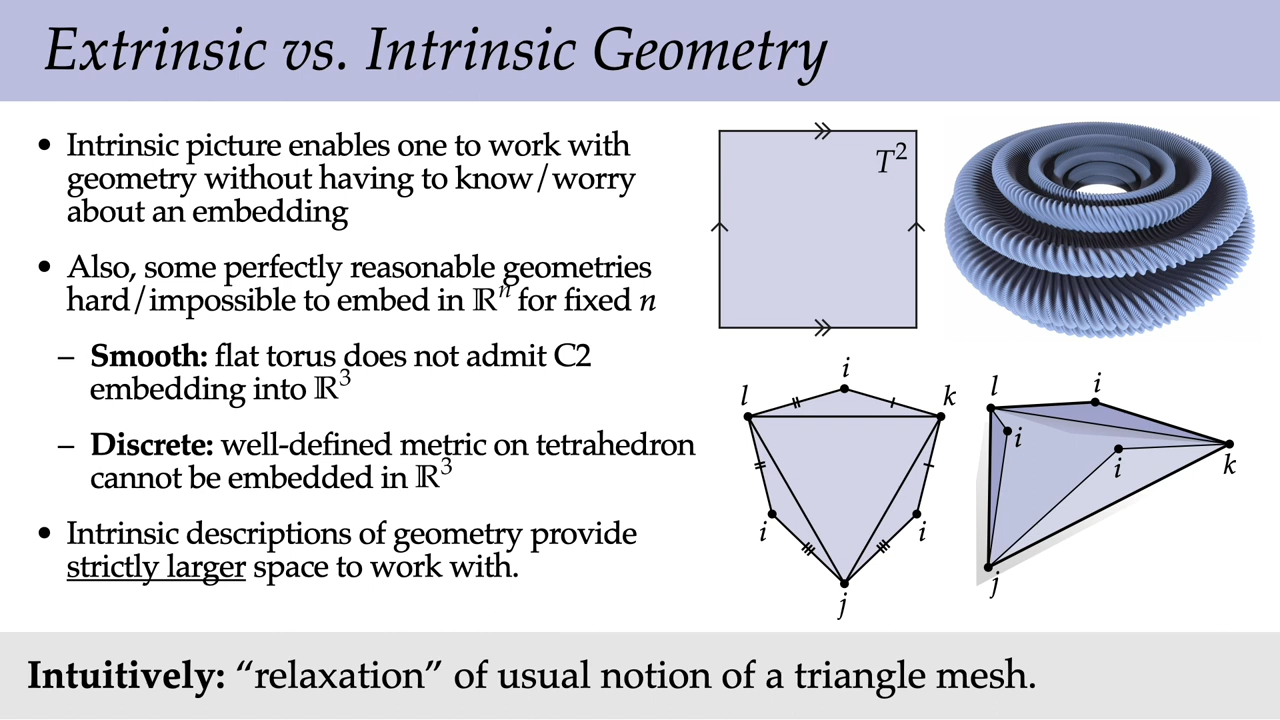 Extrinsic vs. Intrinsic Geometry
• Intrinsic picture enables one to work with
geometry without having to know/worry
about an embedding
• Also, some perfectly reasonable geometries
hard/impossible to embed in ℝⁿ for fixed n
– Smooth: flat torus does not admit C2
embedding into ℝ³
– Discrete: well-defined metric on tetrahedron
cannot be embedded in ℝ³
• Intrinsic descriptions of geometry provide
strictly larger space to work with.
T²
i
l
k
i
i
j
l
i
i
i
k
j
Intuitively: “relaxation” of usual notion of a triangle mesh.